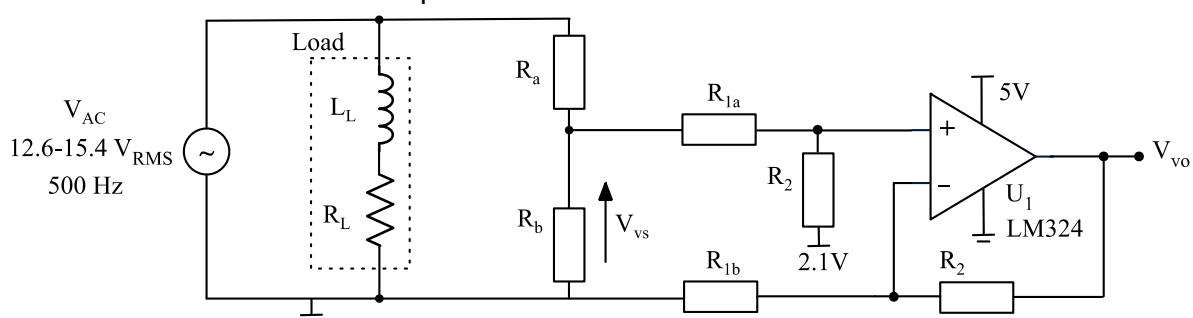 Load
R_a
L_L
R_1a
5V
V_AC
12.6-15.4 V_RMS
500 Hz
~
+
V_vo
R_2
−
U_1
LM324
R_L
R_b
V_vs
2.1V
R_1b
R_2